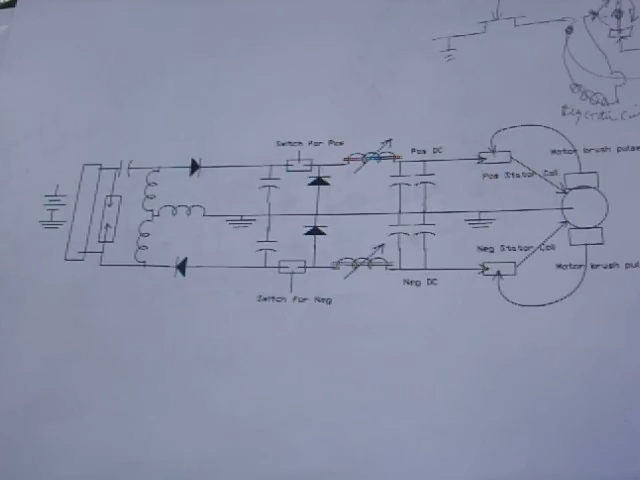 Switch For Pos
Pos DC
Motor brush pulse
Pos Stator Coil
Neg Stator Coil
Motor brush pul
Neg DC
Switch For Neg